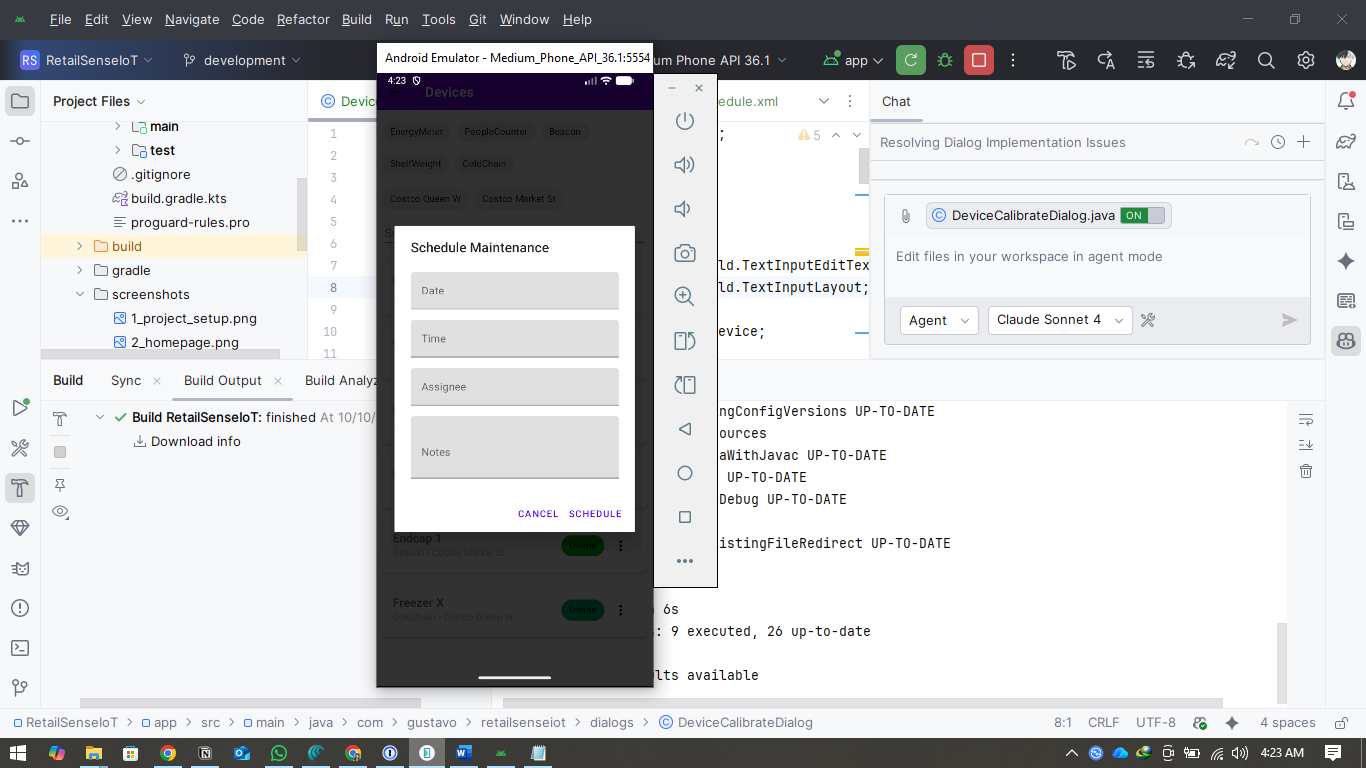 File Edit View Navigate Code Refactor Build Run Tools Git Window Help
RS RetailSenseIoT development
um Phone API 36.1 app
Android Emulator - Medium_Phone_API_36.1:5554
4:23
Devices
EnergyMeter PeopleCounter Beacon
ShelfWeight ColdChain
Costco Queen W Costco Market St
Schedule Maintenance
Date
Time
Assignee
Notes
CANCEL SCHEDULE
Endcap 1
Beacon • Costco Market St
Online
Freezer X
ColdChain • Costco Queen W
Online
Project Files
main
test
.gitignore
build.gradle.kts
proguard-rules.pro
build
gradle
screenshots
1_project_setup.png
2_homepage.png
Devic
edule.xml
1
2
3
4
5
6
7
8
9
10
11
;
5
ld.TextInputEditTex
ld.TextInputLayout;
evice;
Chat
Resolving Dialog Implementation Issues
DeviceCalibrateDialog.java ON
Edit files in your workspace in agent mode
Agent Claude Sonnet 4
Build Sync Build Output Build Analyz
Build RetailSenseIoT: finished At 10/10/
Download info
ngConfigVersions UP-TO-DATE
ources
aWithJavac UP-TO-DATE
UP-TO-DATE
Debug UP-TO-DATE
istingFileRedirect UP-TO-DATE
6s
: 9 executed, 26 up-to-date
lts available
RetailSenseIoT app src main java com gustavo retailsenseiot dialogs DeviceCalibrateDialog
8:1 CRLF UTF-8 4 spaces
4:23 AM